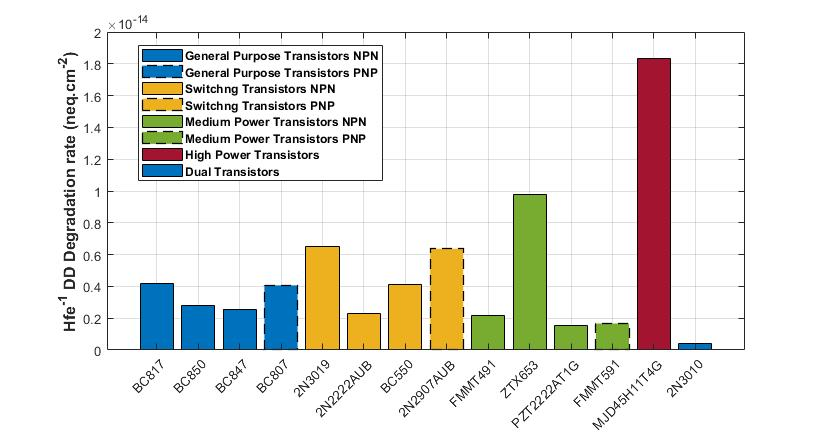 ×10^-14
Hfe^-1 DD Degradation rate (neq.cm^-2)
2
1.8
1.6
1.4
1.2
1
0.8
0.6
0.4
0.2
0
General Purpose Transistors NPN
General Purpose Transistors PNP
Switchng Transistors NPN
Switchng Transistors PNP
Medium Power Transistors NPN
Medium Power Transistors PNP
High Power Transistors
Dual Transistors
BC817
BC850
BC847
BC807
2N3019
2N2222AUB
BC550
2N2907AUB
FMMT491
ZTX653
PZT2222AT1G
FMMT591
MJD45H11T4G
2N3010